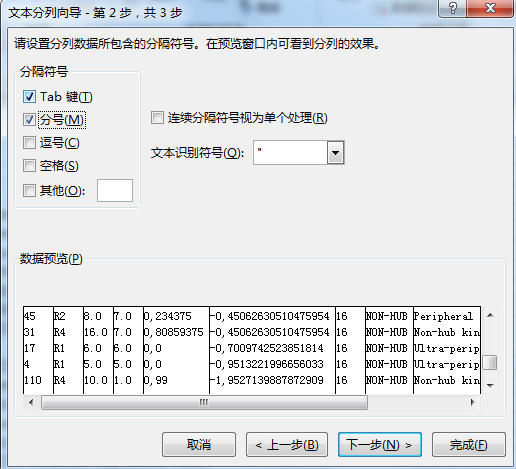 文本分列向导 - 第 2 步，共 3 步
请设置分列数据所包含的分隔符号。在预览窗口内可看到分列的效果。
分隔符号
Tab 键(T)
分号(M)
逗号(C)
空格(S)
其他(O):
连续分隔符号视为单个处理(R)
文本识别符号(Q): "
数据预览(P)
45 R2 8.0 7.0 0,234375 -0,45062630510475954 16 NON-HUB Peripheral
31 R4 16.0 7.0 0,80859375 -0,45062630510475954 16 NON-HUB Non-hub kin
17 R1 6.0 6.0 0,0 -0,7009742523851814 16 NON-HUB Ultra-perip
4 R1 5.0 5.0 0,0 -0,9513221996656033 16 NON-HUB Ultra-perip
110 R4 10.0 1.0 0,99 -1,9527139887872909 16 NON-HUB Non-hub kin
取消
< 上一步(B)
下一步(N) >
完成(F)